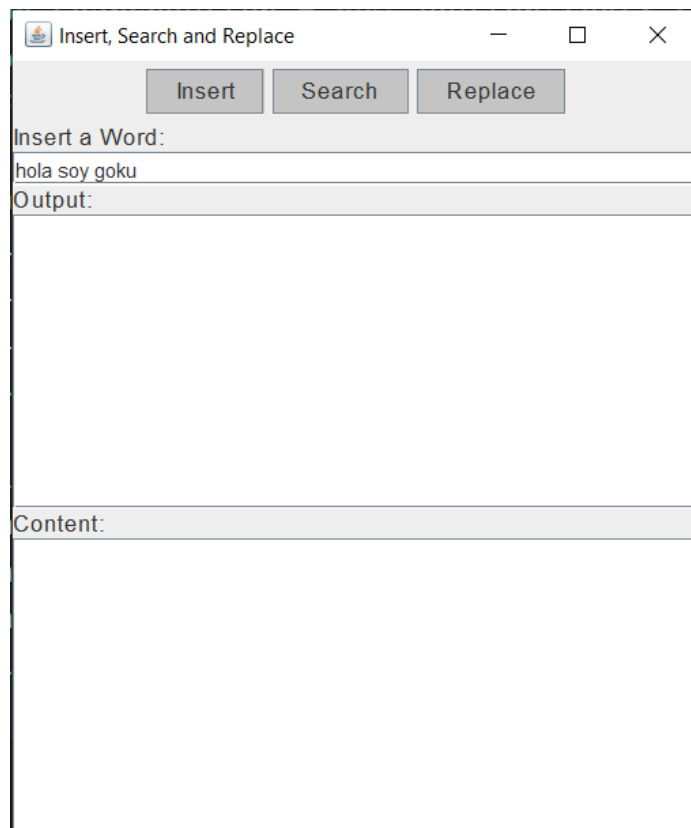 Insert, Search and Replace
Insert Search Replace
Insert a Word:
hola soy goku
Output:
Content: